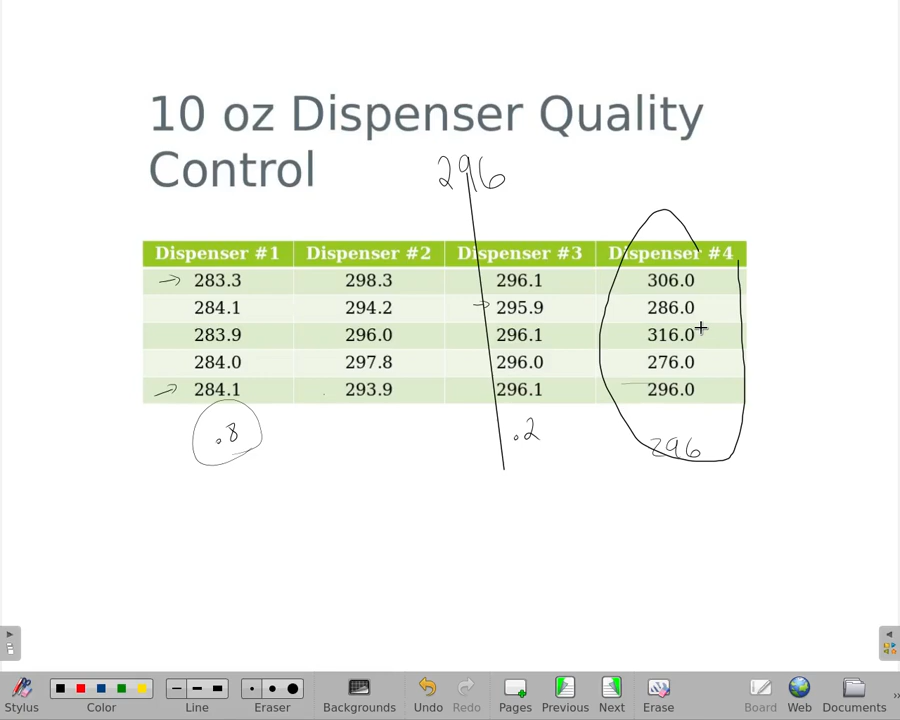 10 oz Dispenser Quality
Control
296
Dispenser #1 Dispenser #2 Dispenser #3 Dispenser #4
283.3 298.3 296.1 306.0
284.1 294.2 295.9 286.0
283.9 296.0 296.1 316.0
284.0 297.8 296.0 276.0
284.1 293.9 296.1 296.0
.8 .2 296
Stylus Color Line Eraser Backgrounds Undo Redo Pages Previous Next Erase Board Web Documents